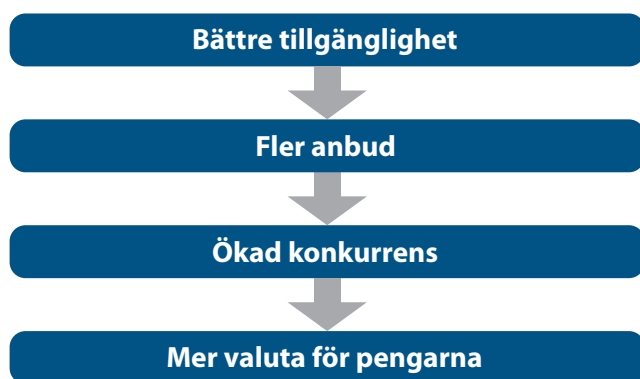 Bättre tillgänglighet
Fler anbud
Ökad konkurrens
Mer valuta för pengarna